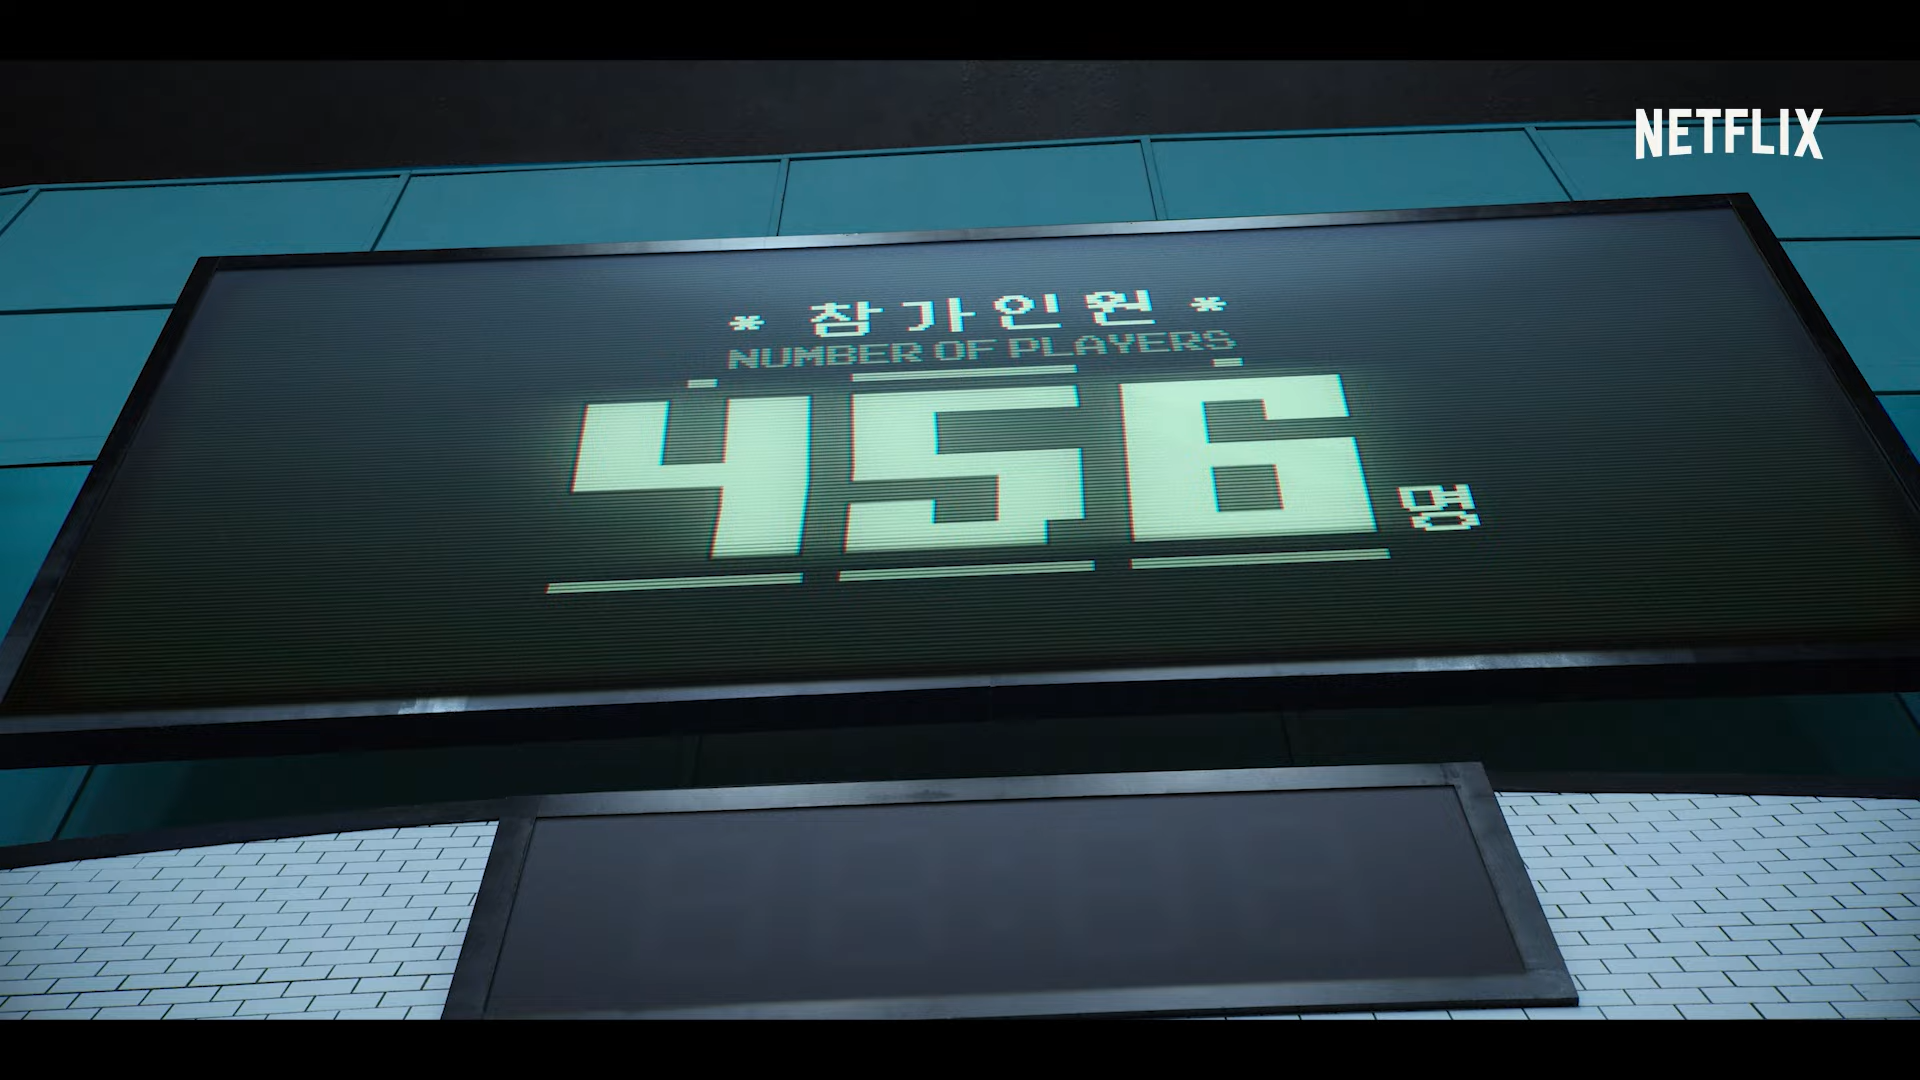 NETFLIX
* 참가인원 *
NUMBER OF PLAYERS
456 명